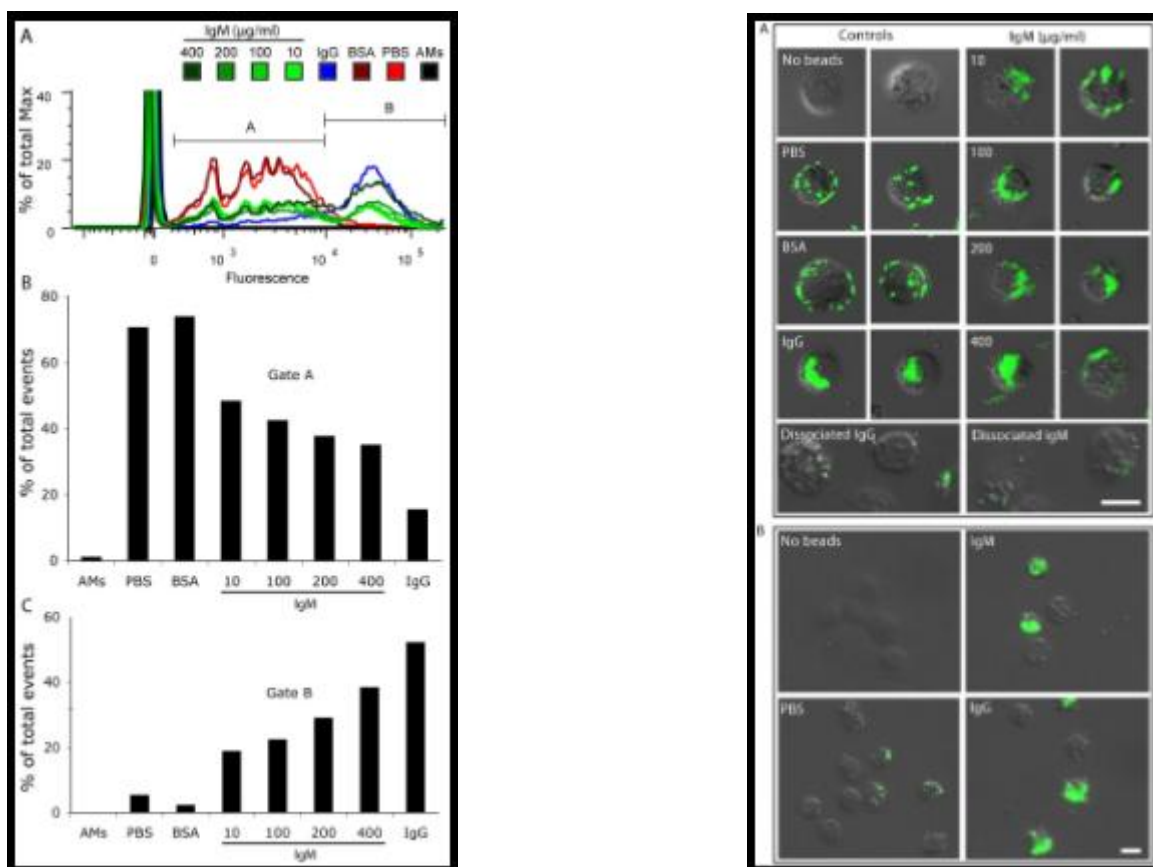 A
IgM (µg/ml)
400 200 100 10 IgG BSA PBS AMs
% of total Max
40
20
0
A
B
0 10³ 10⁴ 10⁵
Fluorescence
B
% of total events
80
60
40
20
0
Gate A
AMs PBS BSA 10 100 200 400 IgG
IgM
C
% of total events
60
40
20
0
Gate B
AMs PBS BSA 10 100 200 400 IgG
IgM
A
Controls IgM (µg/ml)
No beads 10
PBS 100
BSA 200
IgG 400
Dissociated IgG Dissociated IgM
B
No beads IgM
PBS IgG